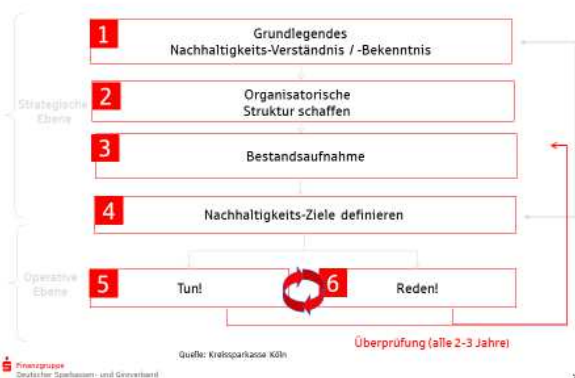 1
Grundlegendes
Nachhaltigkeits-Verständnis / -Bekenntnis
2
Organisatorische
Struktur schaffen
Strategische
Ebene
3
Bestandsaufnahme
4
Nachhaltigkeits-Ziele definieren
Operative
Ebene
5
Tun!
6
Reden!
Überprüfung (alle 2-3 Jahre)
Quelle: Kreissparkasse Köln
Finanzgruppe
Deutscher Sparkassen- und Giroverband